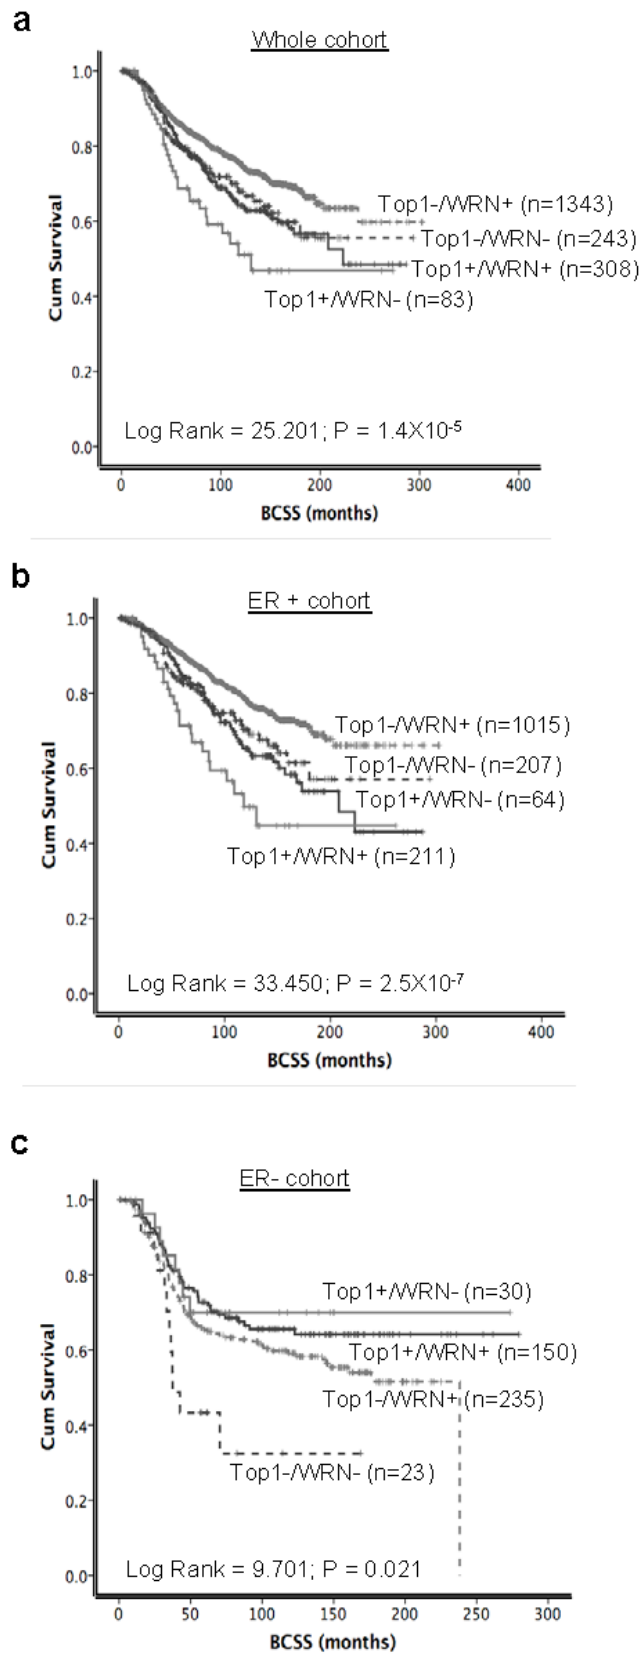 a
Whole cohort
1.0
0.8
0.6
0.4
0.2
0.0
Cum Survival
Top1-/WRN+ (n=1343)
Top1-/WRN- (n=243)
Top1+/WRN+ (n=308)
Top1+/WRN- (n=83)
Log Rank = 25.201; P = 1.4X10-5
0 100 200 300 400
BCSS (months)
b
ER + cohort
1.0
0.8
0.6
0.4
0.2
0.0
Cum Survival
Top1-/WRN+ (n=1015)
Top1-/WRN- (n=207)
Top1+/WRN- (n=64)
Top1+/WRN+ (n=211)
Log Rank = 33.450; P = 2.5X10-7
0 100 200 300 400
BCSS (months)
c
ER- cohort
1.0
0.8
0.6
0.4
0.2
0.0
Cum Survival
Top1+/WRN- (n=30)
Top1+/WRN+ (n=150)
Top1-/WRN+ (n=235)
Top1-/WRN- (n=23)
Log Rank = 9.701; P = 0.021
0 50 100 150 200 250 300
BCSS (months)